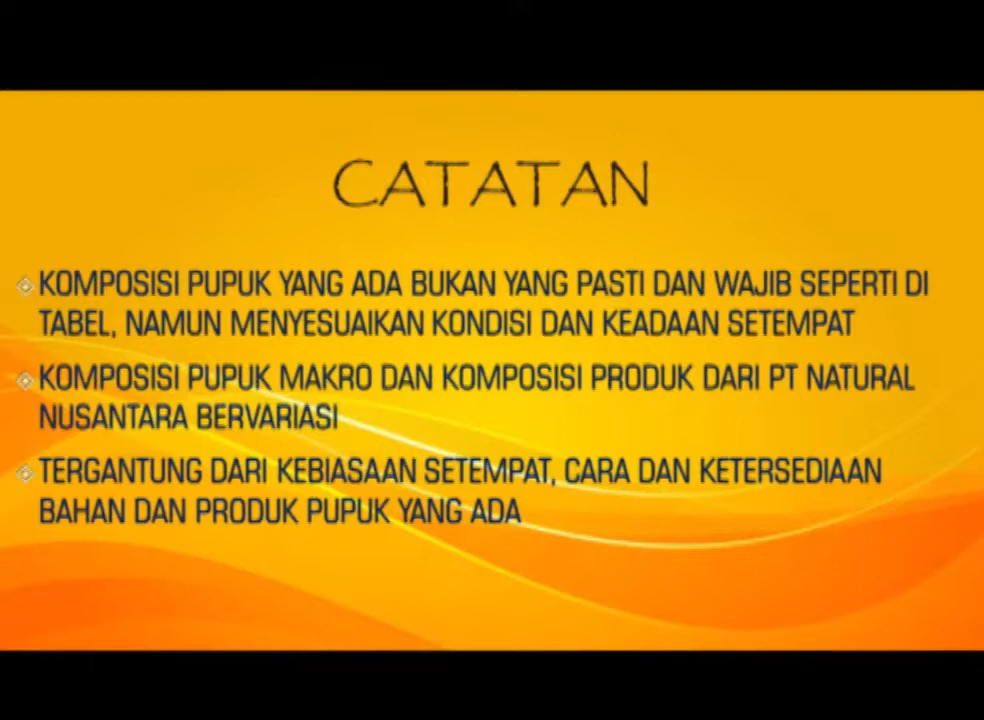 CATATAN
KOMPOSISI PUPUK YANG ADA BUKAN YANG PASTI DAN WAJIB SEPERTI DI
TABEL, NAMUN MENYESUAIKAN KONDISI DAN KEADAAN SETEMPAT
KOMPOSISI PUPUK MAKRO DAN KOMPOSISI PRODUK DARI PT NATURAL
NUSANTARA BERVARIASI
TERGANTUNG DARI KEBIASAAN SETEMPAT, CARA DAN KETERSEDIAAN
BAHAN DAN PRODUK PUPUK YANG ADA